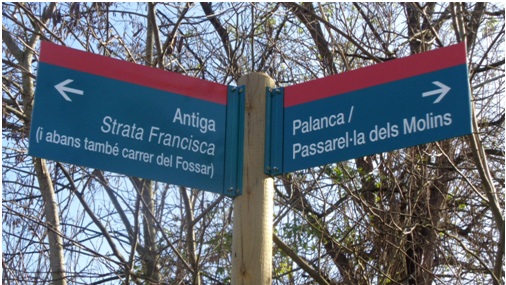 Antiga
Strata Francisca
(i abans també carrer del Fossar)
Palanca /
Passarel·la dels Molins